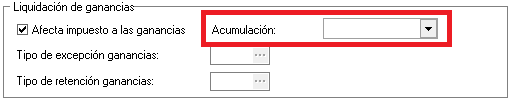 Liquidación de ganancias
Afecta impuesto a las ganancias Acumulación:
Tipo de excepción ganancias: ...
Tipo de retención ganancias: ...